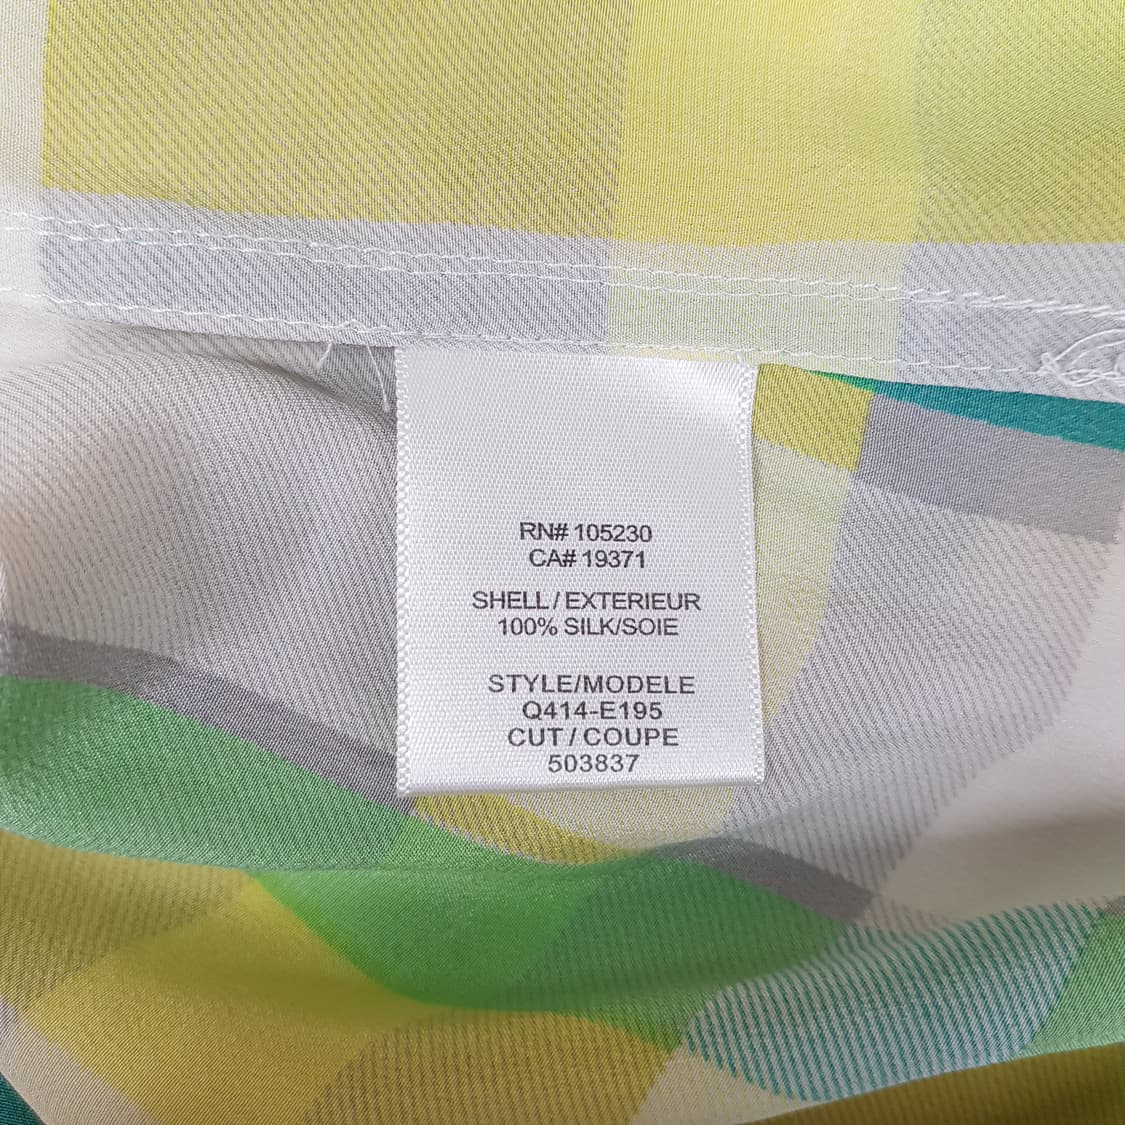 RN# 105230
CA# 19371
SHELL/EXTERIEUR
100% SILK/SOIE
STYLE/MODELE
Q414-E195
CUT/COUPE
503837